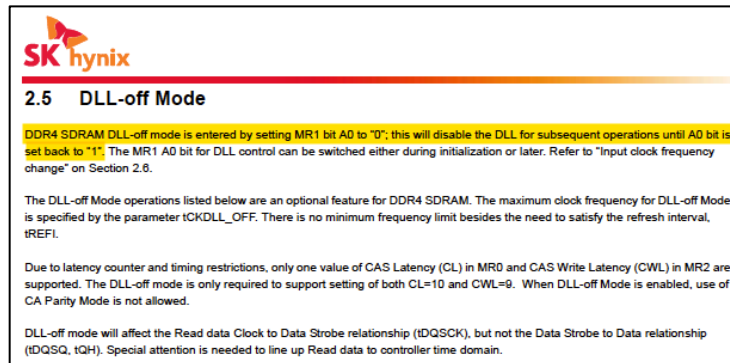 SK hynix
2.5 DLL-off Mode
DDR4 SDRAM DLL-off mode is entered by setting MR1 bit A0 to "0"; this will disable the DLL for subsequent operations until A0 bit is
set back to "1". The MR1 A0 bit for DLL control can be switched either during initialization or later. Refer to "Input clock frequency
change" on Section 2.6.
The DLL-off Mode operations listed below are an optional feature for DDR4 SDRAM. The maximum clock frequency for DLL-off Mode
is specified by the parameter tCKDLL_OFF. There is no minimum frequency limit besides the need to satisfy the refresh interval,
tREFI.
Due to latency counter and timing restrictions, only one value of CAS Latency (CL) in MR0 and CAS Write Latency (CWL) in MR2 are
supported. The DLL-off mode is only required to support setting of both CL=10 and CWL=9. When DLL-off Mode is enabled, use of
CA Parity Mode is not allowed.
DLL-off mode will affect the Read data Clock to Data Strobe relationship (tDQSCK), but not the Data Strobe to Data relationship
(tDQSQ, tQH). Special attention is needed to line up Read data to controller time domain.